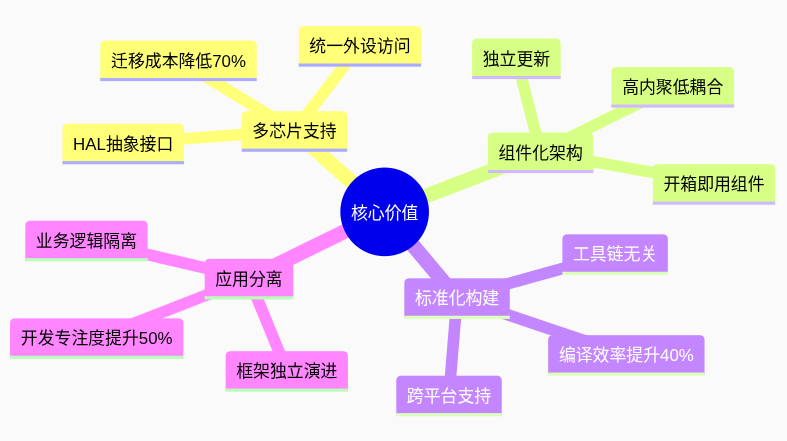 核心价值
多芯片支持
统一外设访问
迁移成本降低70%
HAL抽象接口
组件化架构
独立更新
高内聚低耦合
开箱即用组件
标准化构建
工具链无关
编译效率提升40%
跨平台支持
应用分离
业务逻辑隔离
开发专注度提升50%
框架独立演进